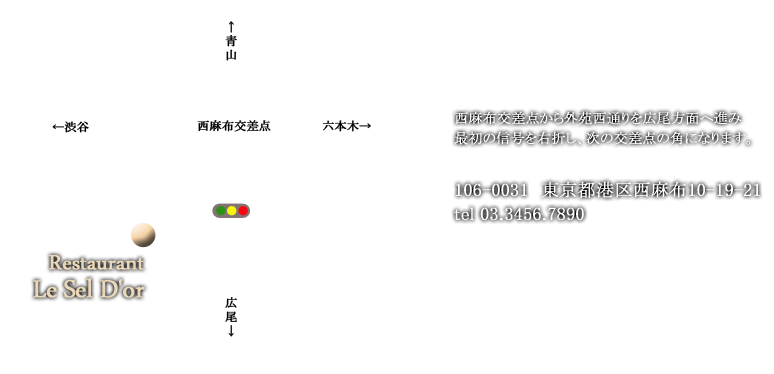 ↑青山
←渋谷
西麻布交差点
六本木→
Restaurant
Le Sel D'or
広尾↓
西麻布交差点から外苑西通りを広尾方面へ進み
最初の信号を右折し、次の交差点の角になります。
106-0031 東京都港区西麻布10-19-21
tel 03.3456.7890